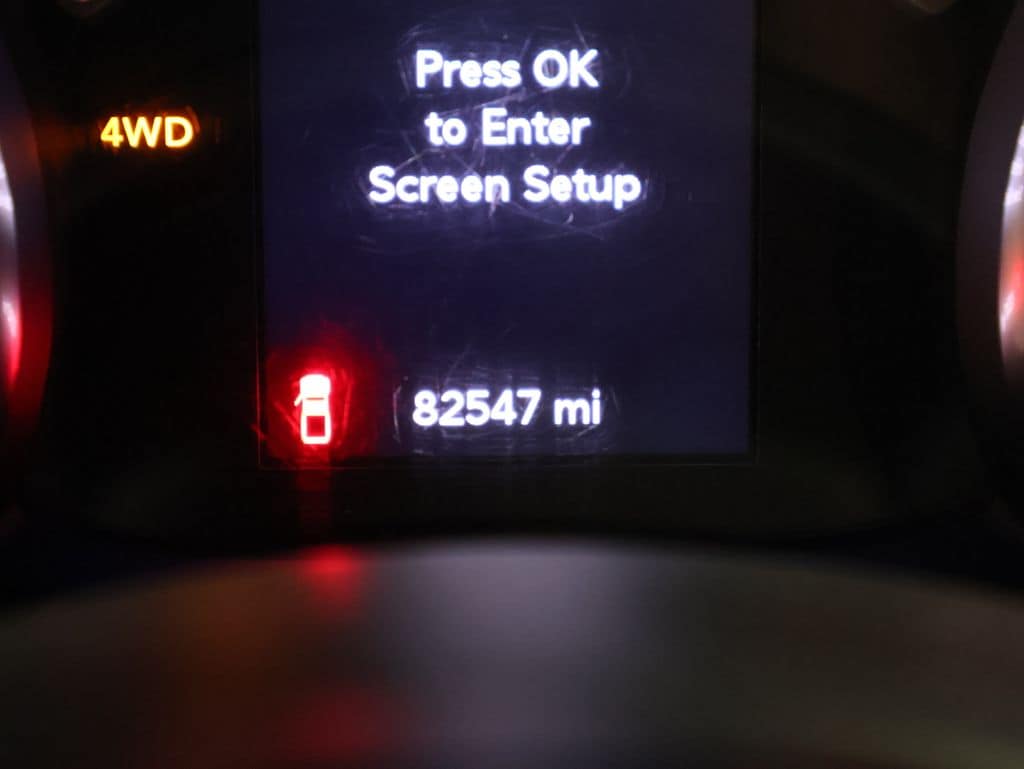 Press OK
4WD
to Enter
Screen Setup
82547 mi